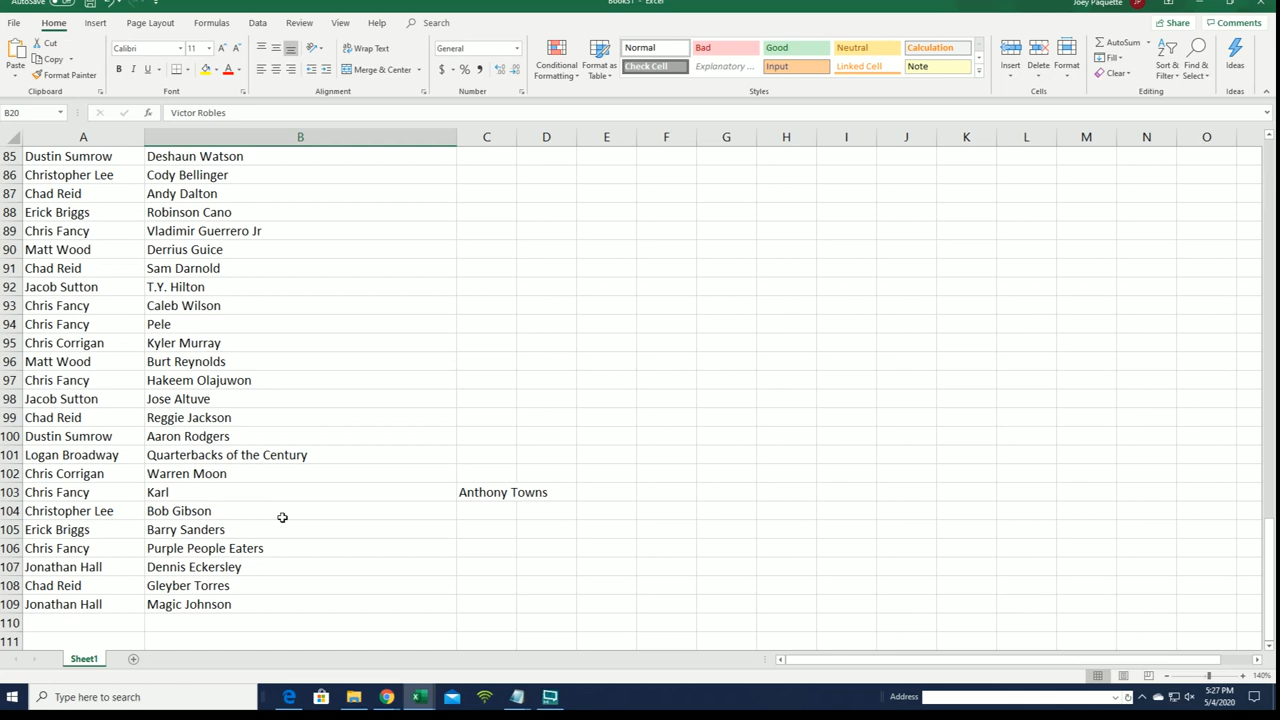 AutoSave Off Book31 - Excel Joey Paquette JP
File Home Insert Page Layout Formulas Data Review View Help Search Share Comments
Paste Cut Copy Format Painter Clipboard
Calibri 11 B I U Font
Wrap Text Merge & Center Alignment
General $ % Number
Conditional Formatting Format as Table
Normal Bad Good Neutral Calculation
Check Cell Explanatory ... Input Linked Cell Note
Styles
Insert Delete Format Cells
AutoSum Fill Clear Sort & Filter Find & Select Editing
Ideas Ideas
B20 fx Victor Robles
A B C D E F G H I J K L M N O
85 Dustin Sumrow Deshaun Watson
86 Christopher Lee Cody Bellinger
87 Chad Reid Andy Dalton
88 Erick Briggs Robinson Cano
89 Chris Fancy Vladimir Guerrero Jr
90 Matt Wood Derrius Guice
91 Chad Reid Sam Darnold
92 Jacob Sutton T.Y. Hilton
93 Chris Fancy Caleb Wilson
94 Chris Fancy Pele
95 Chris Corrigan Kyler Murray
96 Matt Wood Burt Reynolds
97 Chris Fancy Hakeem Olajuwon
98 Jacob Sutton Jose Altuve
99 Chad Reid Reggie Jackson
100 Dustin Sumrow Aaron Rodgers
101 Logan Broadway Quarterbacks of the Century
102 Chris Corrigan Warren Moon
103 Chris Fancy Karl Anthony Towns
104 Christopher Lee Bob Gibson
105 Erick Briggs Barry Sanders
106 Chris Fancy Purple People Eaters
107 Jonathan Hall Dennis Eckersley
108 Chad Reid Gleyber Torres
109 Jonathan Hall Magic Johnson
110
111
Sheet1
140%
Type here to search Address 5:27 PM
5/4/2020